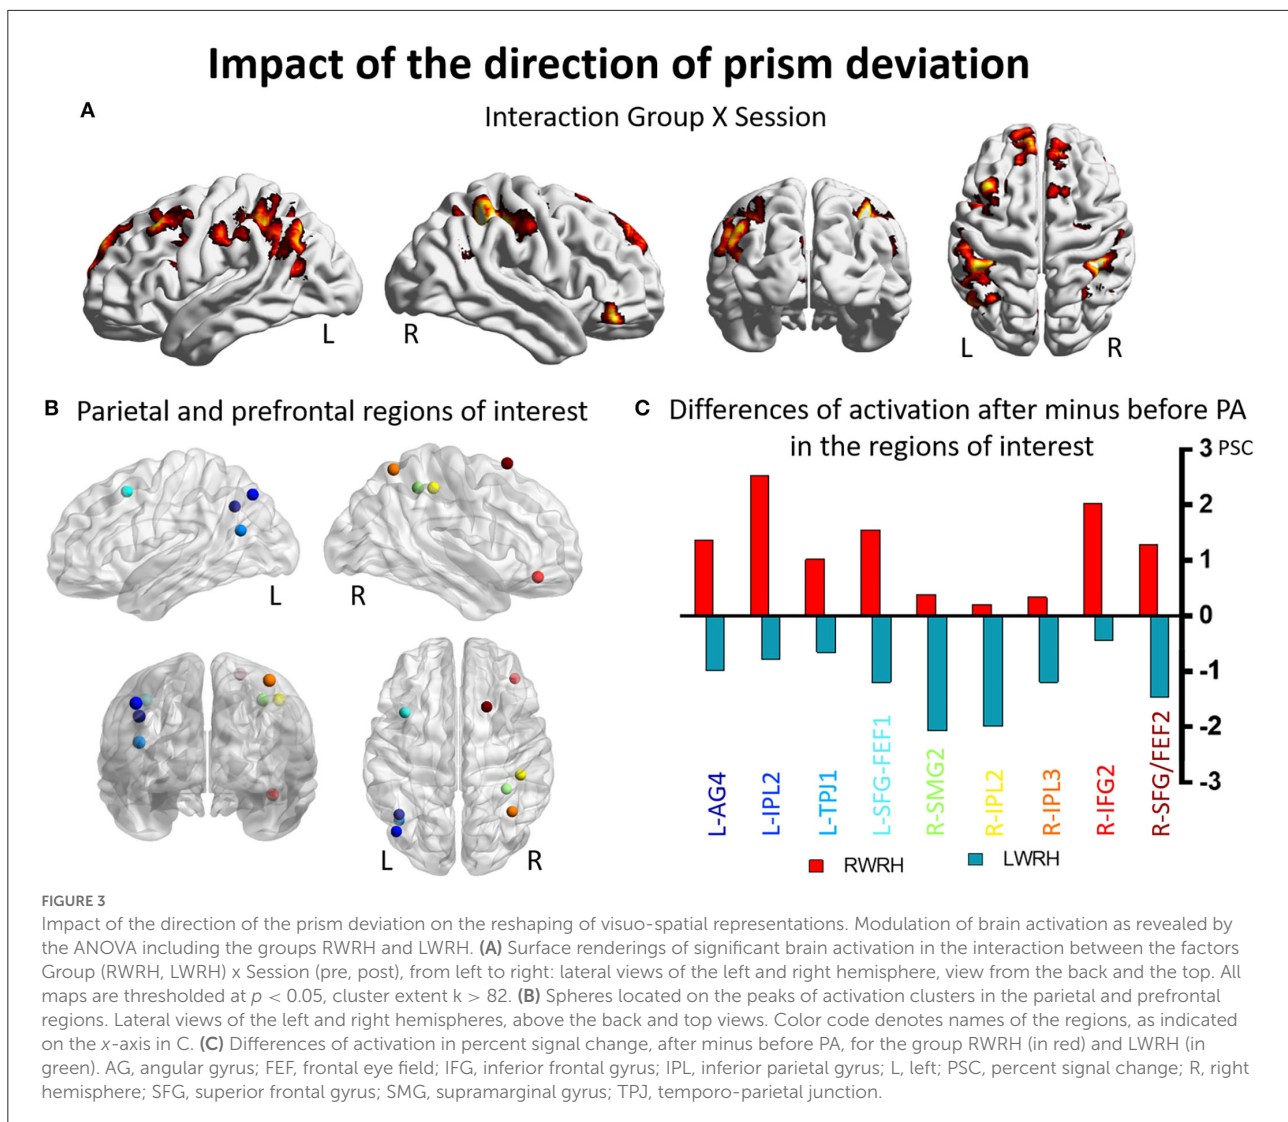 Impact of the direction of prism deviation
A
Interaction Group X Session
L
R
L
R
B Parietal and prefrontal regions of interest
L
R
L
R
C Differences of activation after minus before PA
in the regions of interest
3 PSC
2
1
0
-1
-2
-3
L-AG4
L-IPL2
L-TPJ1
L-SFG-FEF1
R-SMG2
R-IPL2
R-IPL3
R-IFG2
R-SFG/FEF2
RWRH
LWRH
FIGURE 3
Impact of the direction of the prism deviation on the reshaping of visuo-spatial representations. Modulation of brain activation as revealed by
the ANOVA including the groups RWRH and LWRH. (A) Surface renderings of significant brain activation in the interaction between the factors
Group (RWRH, LWRH) x Session (pre, post), from left to right: lateral views of the left and right hemisphere, view from the back and the top. All
maps are thresholded at p < 0.05, cluster extent k > 82. (B) Spheres located on the peaks of activation clusters in the parietal and prefrontal
regions. Lateral views of the left and right hemispheres, above the back and top views. Color code denotes names of the regions, as indicated
on the x-axis in C. (C) Differences of activation in percent signal change, after minus before PA, for the group RWRH (in red) and LWRH (in
green). AG, angular gyrus; FEF, frontal eye field; IFG, inferior frontal gyrus; IPL, inferior parietal gyrus; L, left; PSC, percent signal change; R, right
hemisphere; SFG, superior frontal gyrus; SMG, supramarginal gyrus; TPJ, temporo-parietal junction.